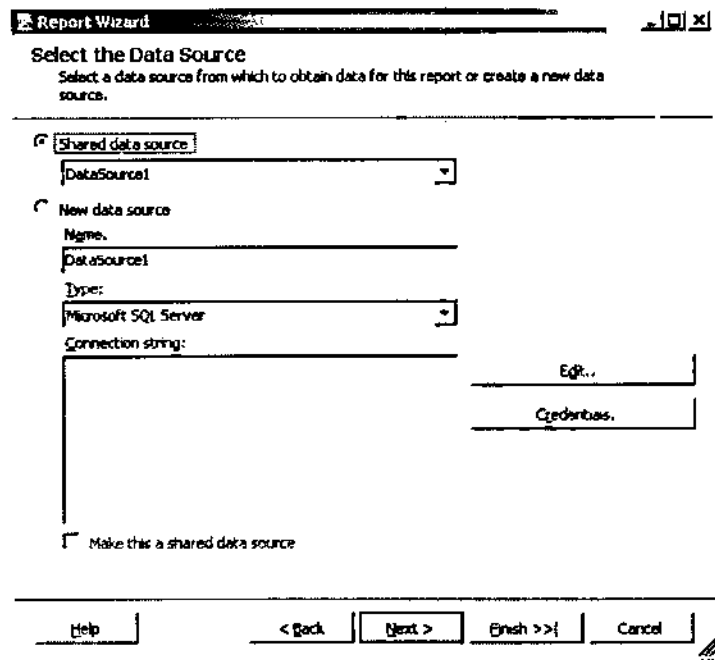 Report Wizard
Select the Data Source
Select a data source from which to obtain data for this report or create a new data
source.
Shared data source
DataSource1
New data source
Name.
DataSource1
Type:
Microsoft SQL Server
Connection string:
Edit..
Credentials.
Make this a shared data source
Help
< Back
Next >
Finish >>|
Cancel